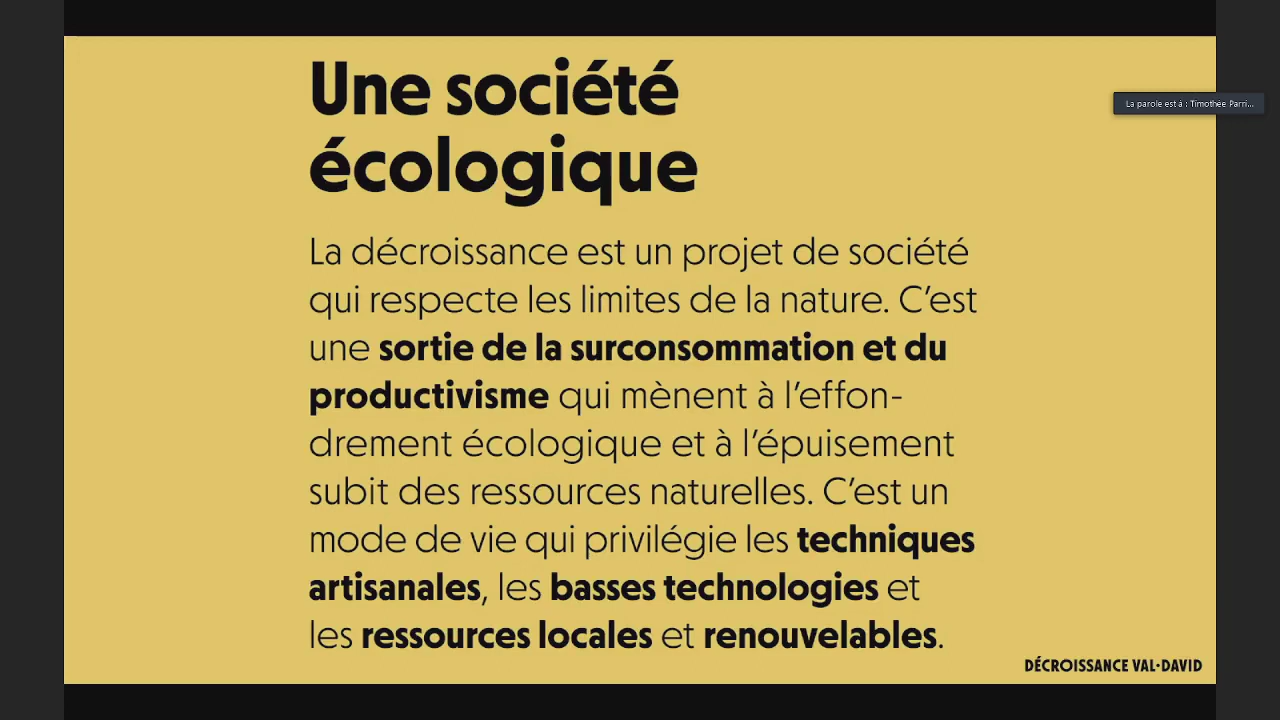 Une société
écologique
La parole est à : Timothée Parri...
La décroissance est un projet de société
qui respecte les limites de la nature. C’est
une sortie de la surconsommation et du
productivisme qui mènent à l’effon-
drement écologique et à l’épuisement
subit des ressources naturelles. C’est un
mode de vie qui privilégie les techniques
artisanales, les basses technologies et
les ressources locales et renouvelables.
DÉCROISSANCE VAL-DAVID